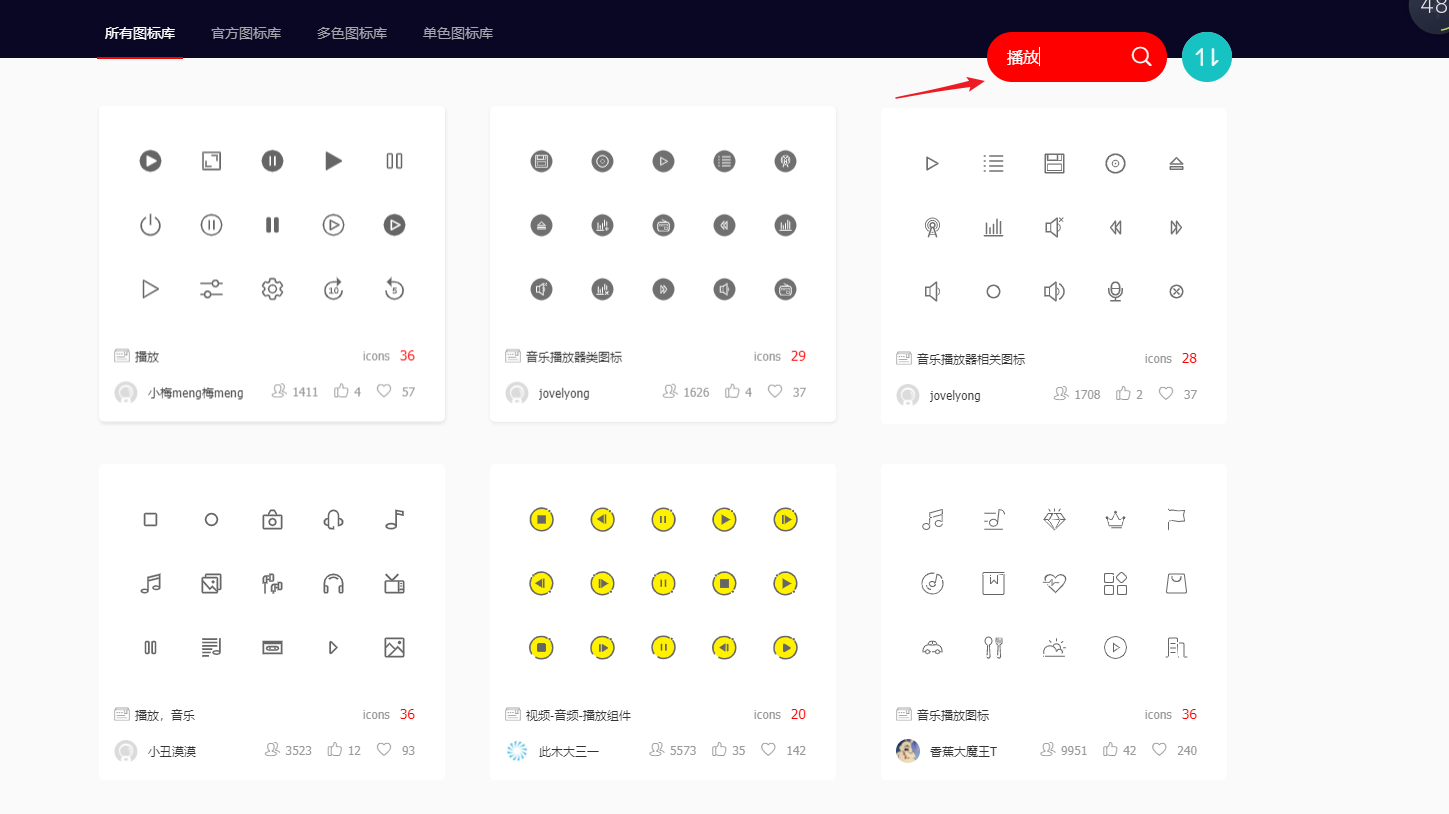 所有图标库 官方图标库 多色图标库 单色图标库
48
播放
播放 icons 36
小梅meng梅meng 1411 4 57
音乐播放器类图标 icons 29
jovelyong 1626 4 37
音乐播放器相关图标 icons 28
jovelyong 1708 2 37
播放，音乐 icons 36
小丑漠漠 3523 12 93
视频-音频-播放组件 icons 20
此木大三一 5573 35 142
音乐播放图标 icons 36
香蕉大魔王T 9951 42 240